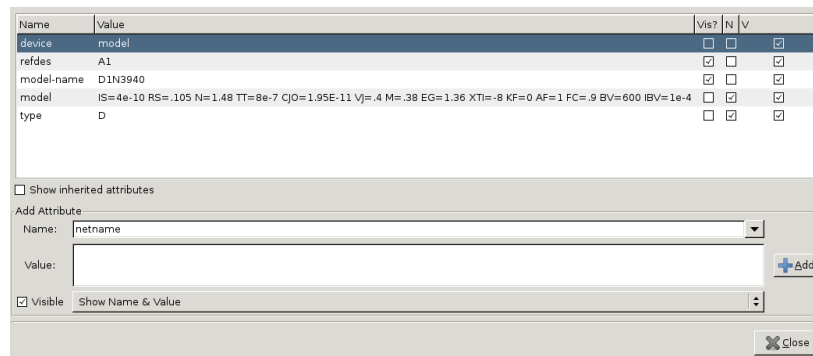 Name Value Vis? N V
device model
refdes A1
model-name D1N3940
model IS=4e-10 RS=.105 N=1.48 TT=8e-7 CJO=1.95E-11 VJ=.4 M=.38 EG=1.36 XTI=-8 KF=0 AF=1 FC=.9 BV=600 IBV=1e-4
type D
Show inherited attributes
Add Attribute
Name: netname
Value:
Add
Visible Show Name & Value
Close